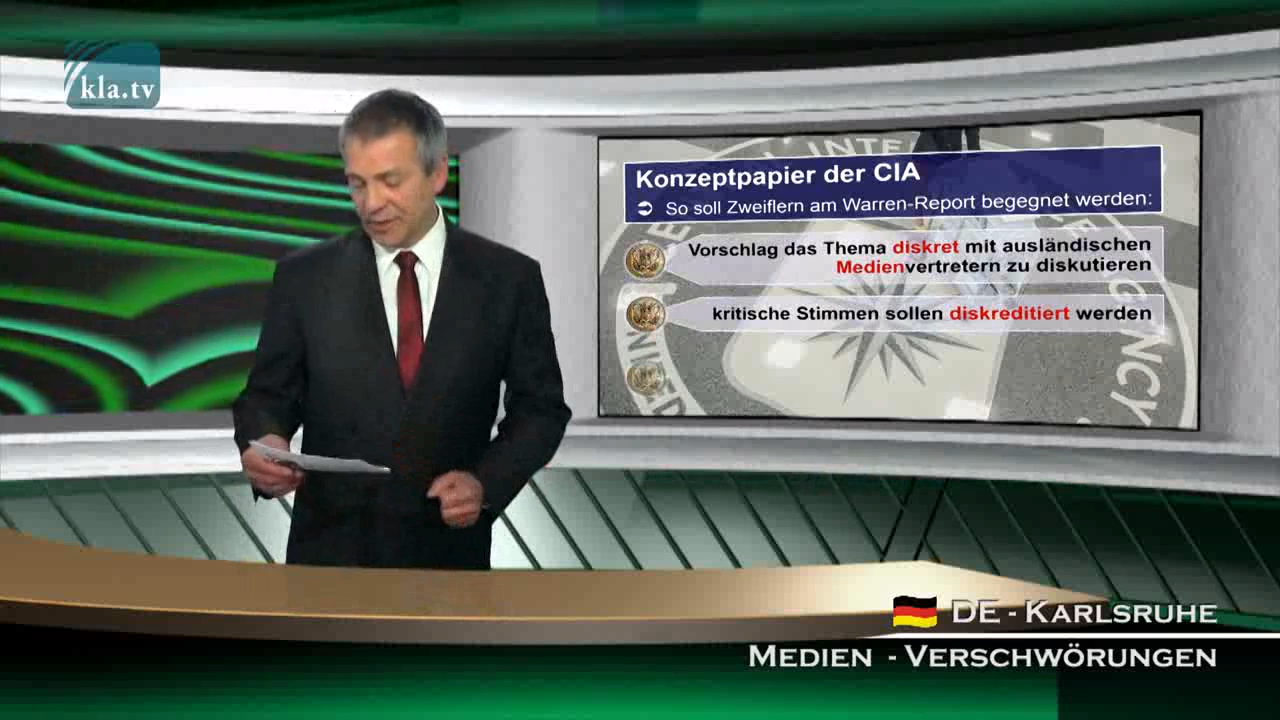 kla.tv
Konzeptpapier der CIA
So soll Zweiflern am Warren-Report begegnet werden:
Vorschlag das Thema diskret mit ausländischen
Medienvertretern zu diskutieren
kritische Stimmen sollen diskreditiert werden
DE - KARLSRUHE
MEDIEN - VERSCHWÖRUNGEN